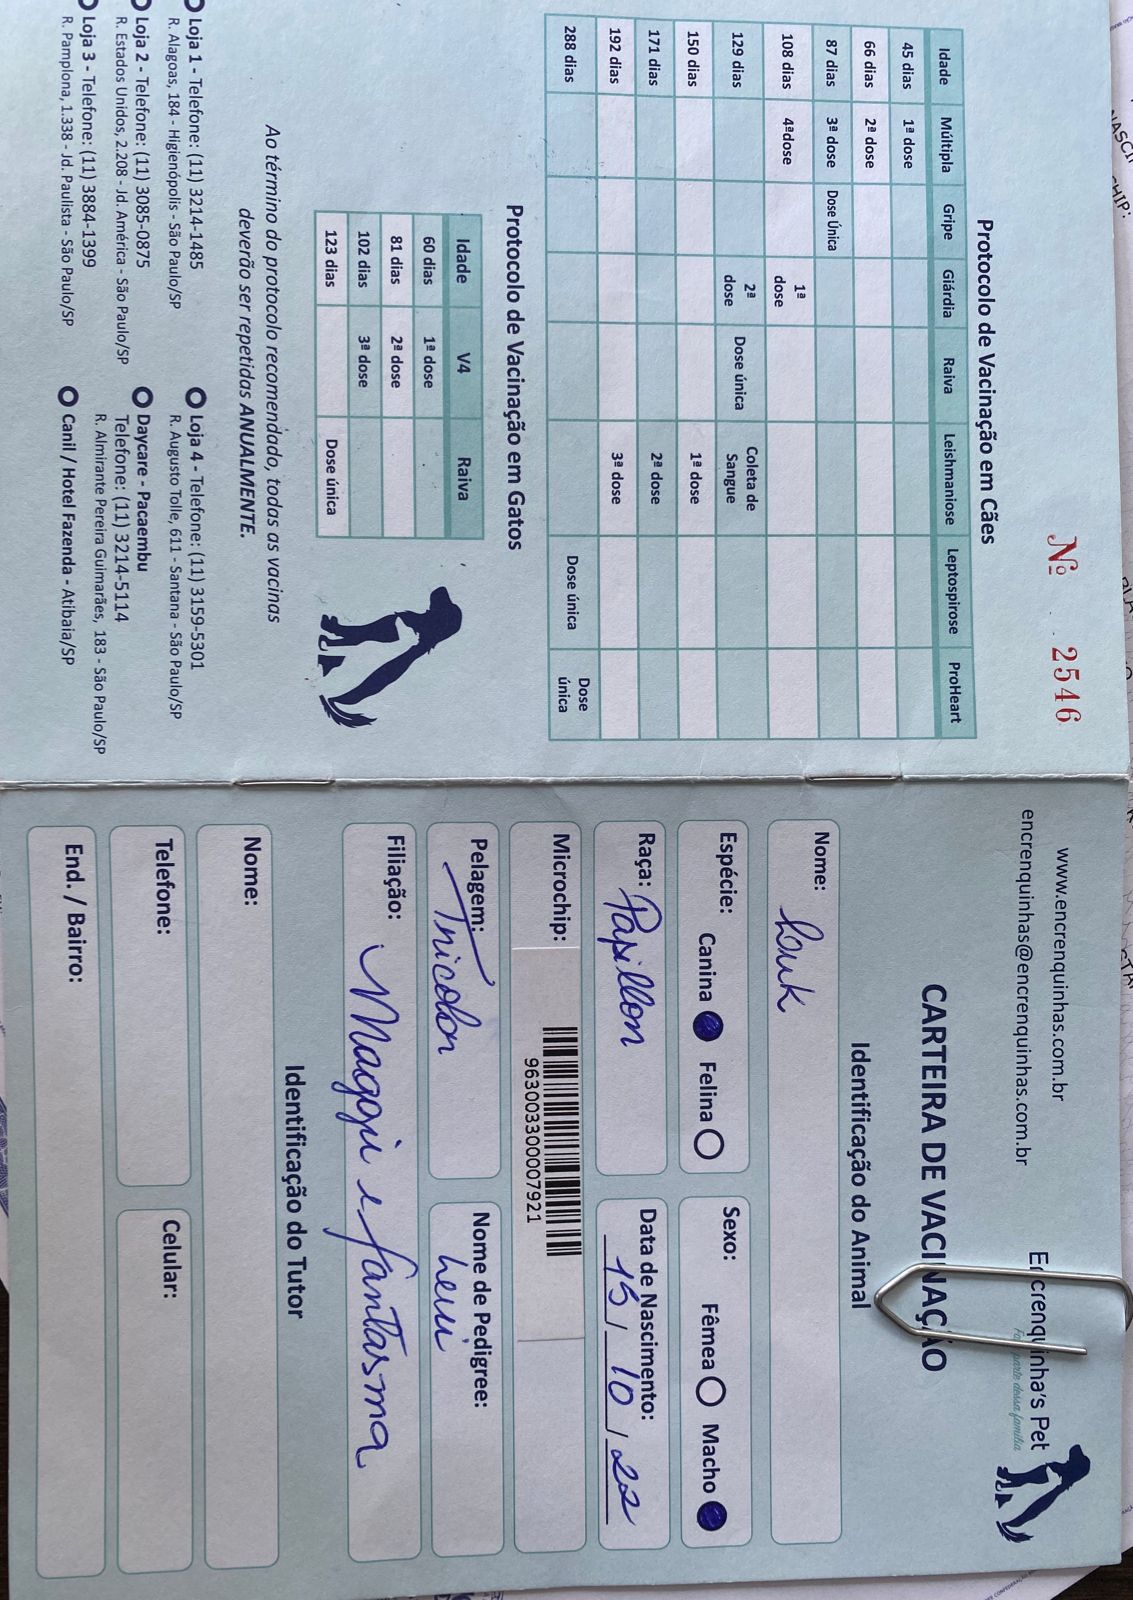 Nº 2546
Protocolo de Vacinação em Cães
Idade Múltipla Gripe Giárdia Raiva Leishmaniose Leptospirose ProHeart
45 dias 1ª dose
66 dias 2ª dose
87 dias 3ª dose Dose Única
108 dias 4ªdose 1ª dose
129 dias 2ª dose Dose única Coleta de Sangue
150 dias 1ª dose
171 dias 2ª dose
192 dias 3ª dose
288 dias Dose única Dose única
Protocolo de Vacinação em Gatos
Idade V4 Raiva
60 dias 1ª dose
81 dias 2ª dose
102 dias 3ª dose
123 dias Dose única
Ao término do protocolo recomendado, todas as vacinas
deverão ser repetidas ANUALMENTE.
Loja 1 - Telefone: (11) 3214-1485
R. Alagoas, 184 - Higienópolis - São Paulo/SP
Loja 2 - Telefone: (11) 3085-0875
R. Estados Unidos, 2.208 - Jd. América - São Paulo/SP
Loja 3 - Telefone: (11) 3884-1399
R. Pamplona, 1.338 - Jd. Paulista - São Paulo/SP
Loja 4 - Telefone: (11) 3159-5301
R. Augusto Tolle, 611 - Santana - São Paulo/SP
Daycare - Pacaembu
Telefone: (11) 3214-5114
R. Almirante Pereira Guimarães, 183 - São Paulo/SP
Canil / Hotel Fazenda - Atibaia/SP
www.encrenquinhas.com.br
encrenquinhas@encrenquinhas.com.br
Encrenquinha's Pet
parte dessa família
CARTEIRA DE VACINAÇÃO
Identificação do Animal
Nome: Louk
Espécie: Canina Felina
Sexo: Fêmea Macho
Raça: Papillon
Data de Nascimento: 15/10/22
Microchip: 963003300007921
Pelagem: Tricolor
Nome de Pedigree: Levi
Filiação: Maggi e fantasma
Identificação do Tutor
Nome:
Telefone:
Celular:
End. / Bairro: